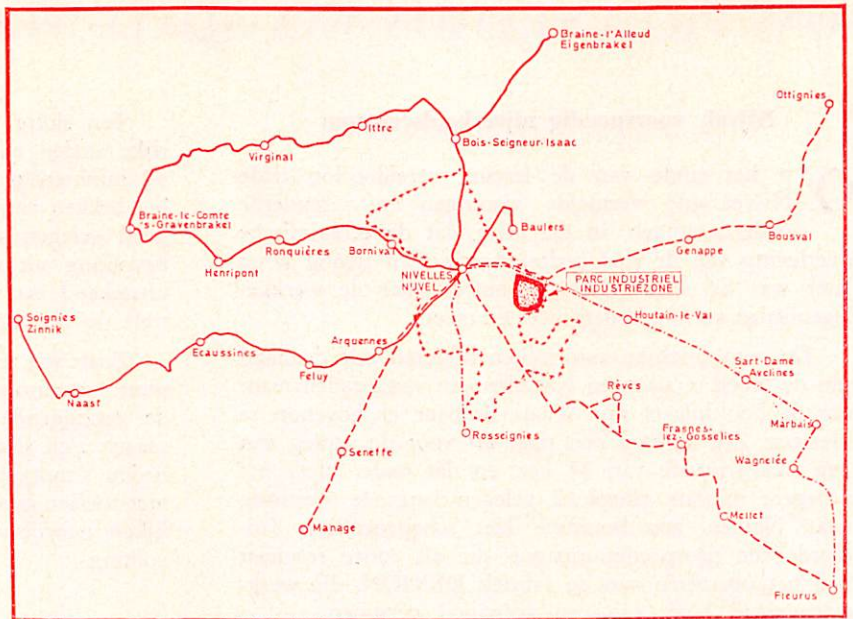 Braine-l'Alleud
Eigenbrakel
Ottignies
Ittre
Virginal
Bois-Seigneur-Isaac
Braine-le-Comte
's-Gravenbrakel
Ronquières
Bornival
Baulers
Bousval
Genappe
Henripont
NIVELLES
NIJVEL
PARC INDUSTRIEL
INDUSTRIEZONE
Soignies
Zinnik
Houtain-le-Val
Arquennes
Ecaussines
Feluy
Sart-Dame-
Avelines
Naast
Rèves
Marbais
Rosseignies
Frasnes-
lez-Gosselies
Seneffe
Wagnelée
Mellet
Manage
Fleurus